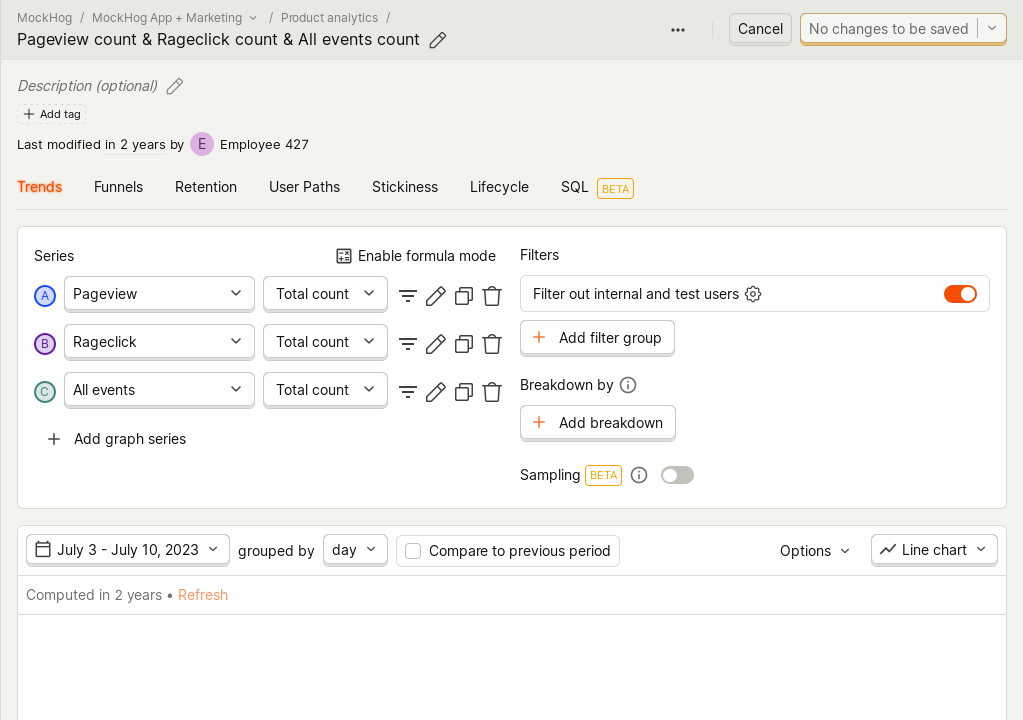 MockHog / MockHog App + Marketing / Product analytics /
Pageview count & Rageclick count & All events count
Cancel
No changes to be saved
Description (optional)
Add tag
Last modified in 2 years by E Employee 427
Trends Funnels Retention User Paths Stickiness Lifecycle SQL BETA
Series
Enable formula mode
A Pageview Total count
B Rageclick Total count
C All events Total count
Add graph series
Filters
Filter out internal and test users
Add filter group
Breakdown by
Add breakdown
Sampling BETA
July 3 - July 10, 2023 grouped by day Compare to previous period Options Line chart
Computed in 2 years • Refresh